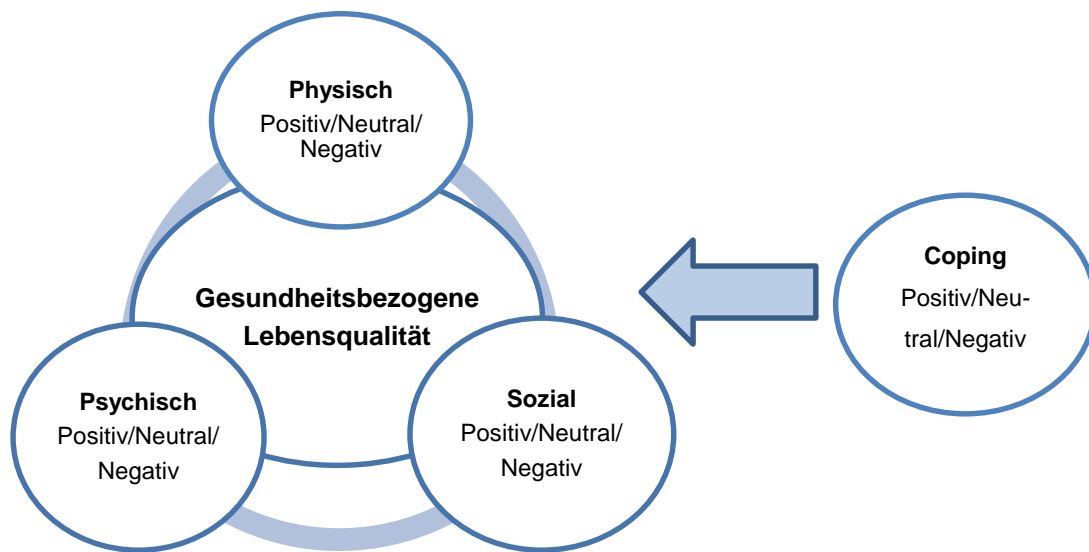 Physisch
Positiv/Neutral/
Negativ
Gesundheitsbezogene
Lebensqualität
Psychisch
Positiv/Neutral/
Negativ
Sozial
Positiv/Neutral/
Negativ
Coping
Positiv/Neu-
tral/Negativ